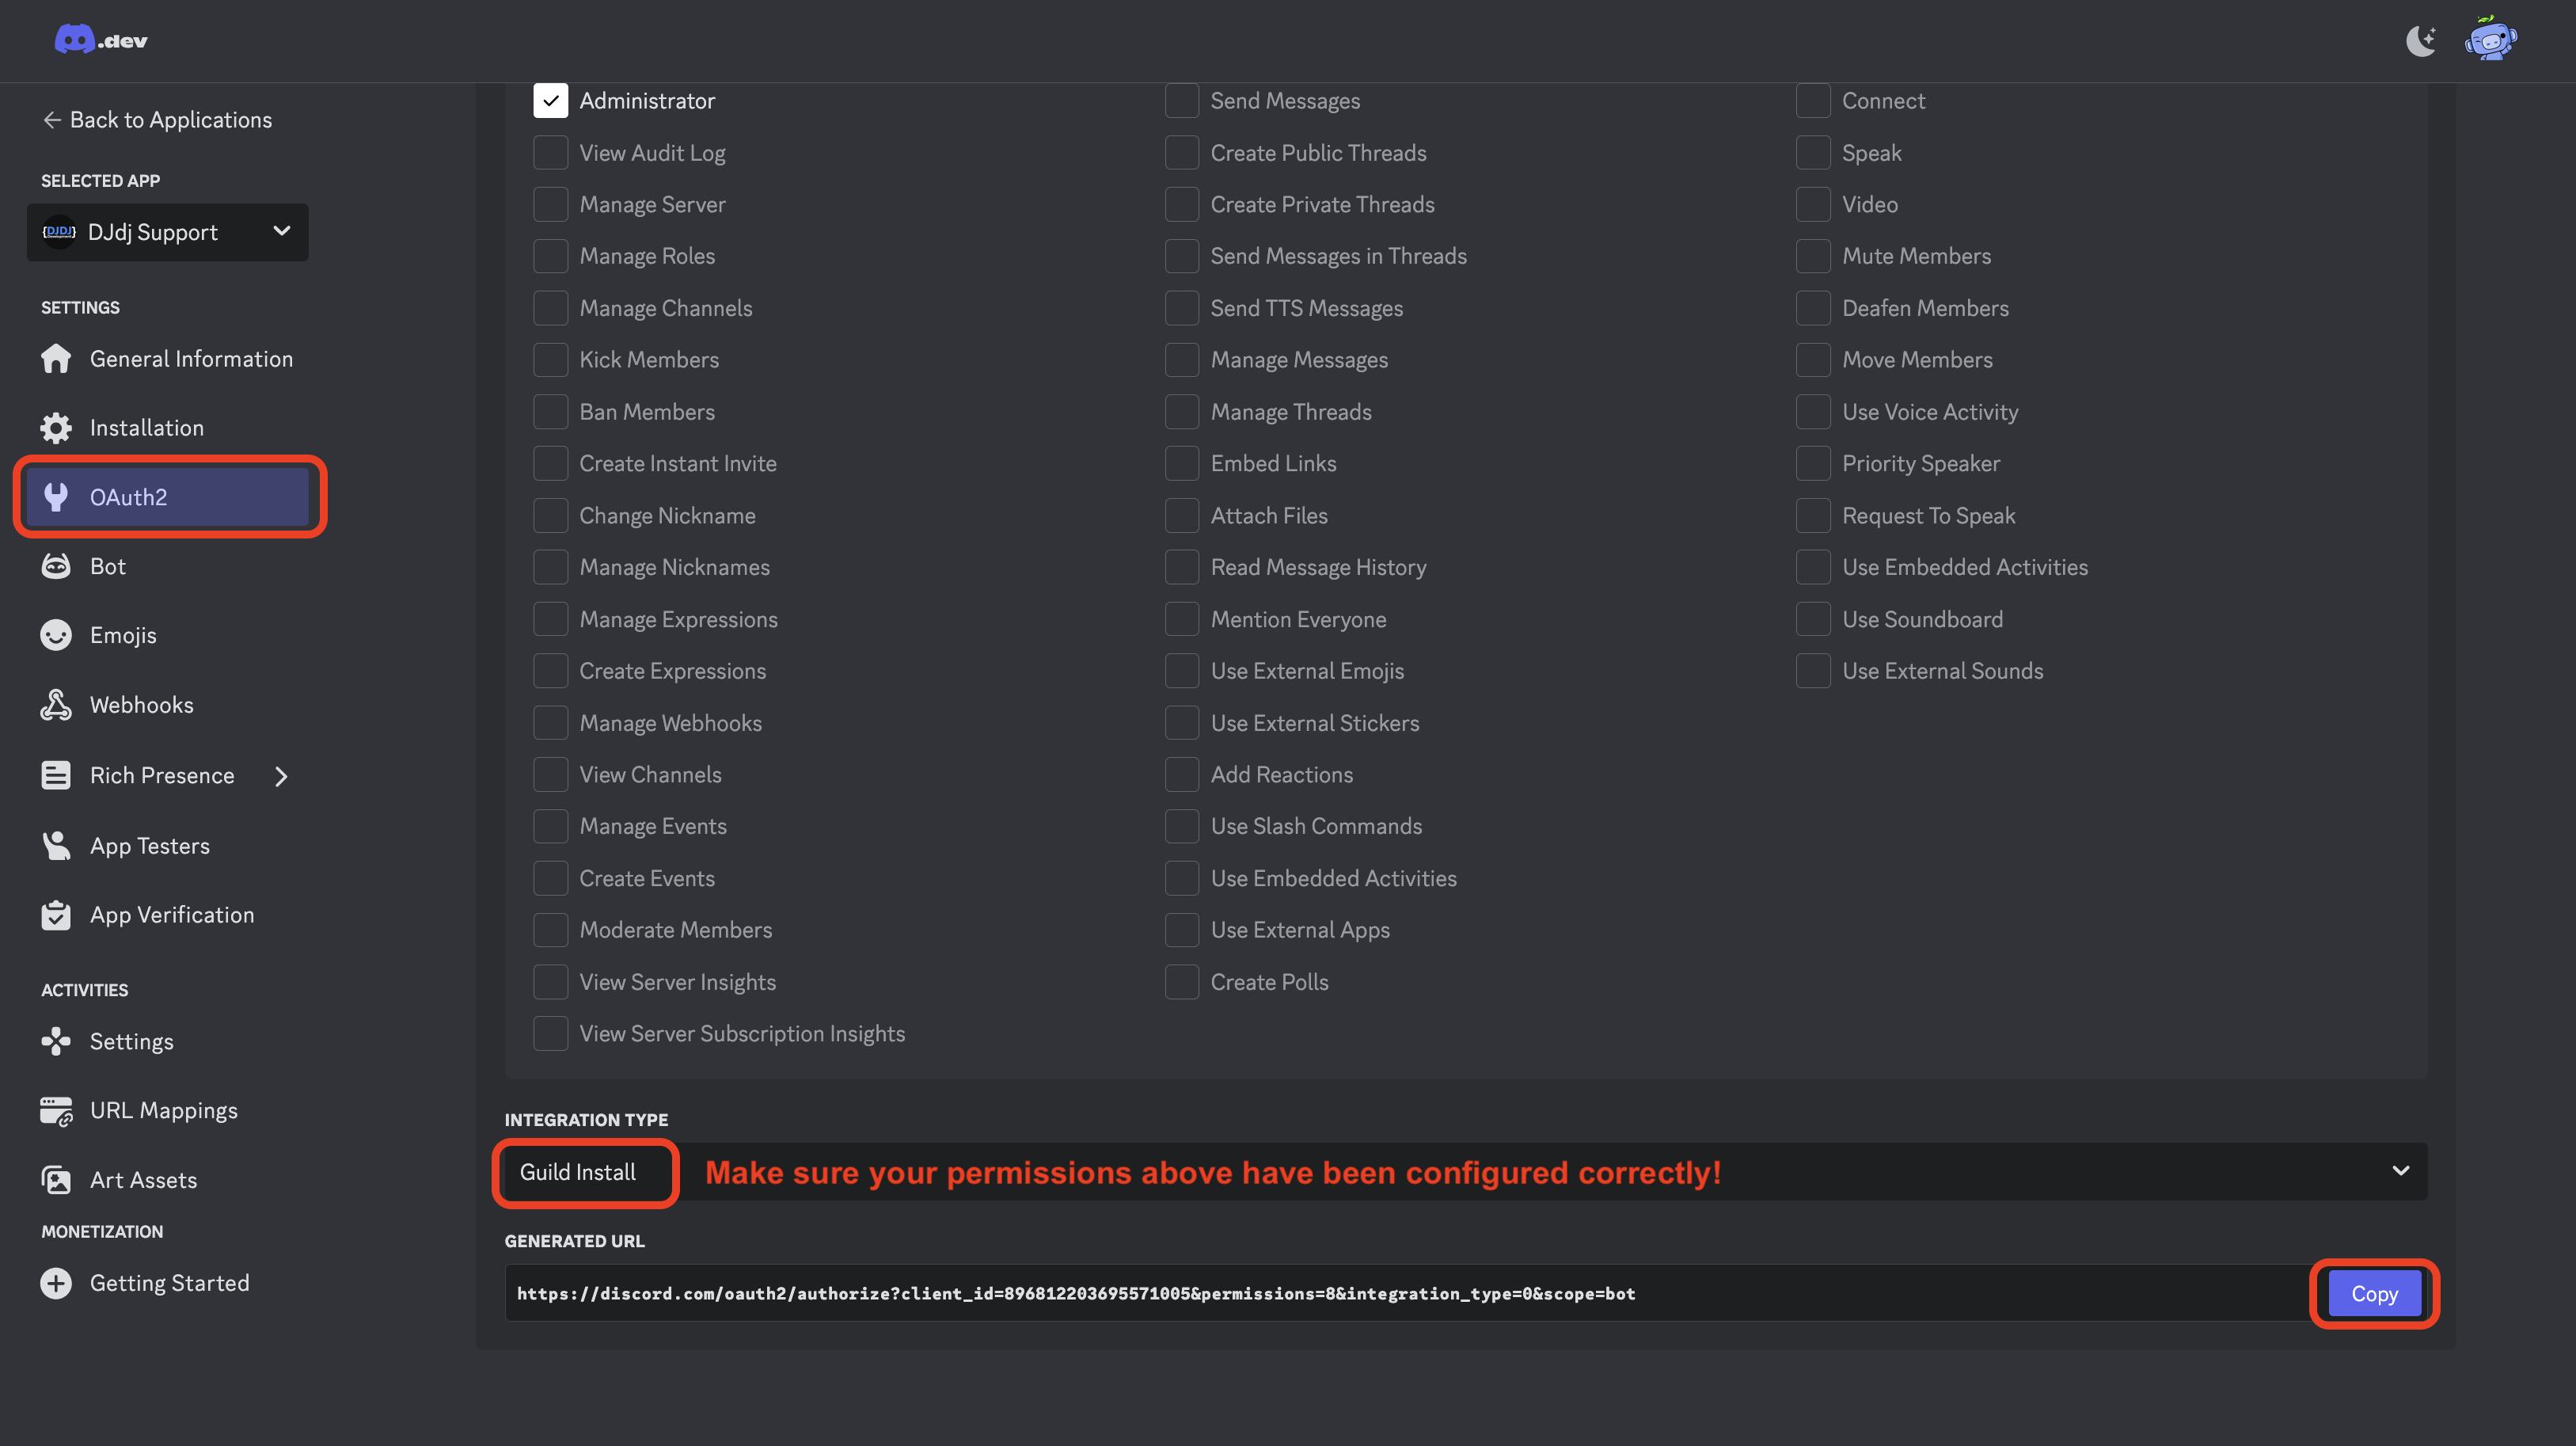 .dev
Back to Applications
SELECTED APP
{DJDJ}
DJdj Support
SETTINGS
General Information
Installation
OAuth2
Bot
Emojis
Webhooks
Rich Presence
App Testers
App Verification
ACTIVITIES
Settings
URL Mappings
Art Assets
MONETIZATION
Getting Started
Administrator
View Audit Log
Manage Server
Manage Roles
Manage Channels
Kick Members
Ban Members
Create Instant Invite
Change Nickname
Manage Nicknames
Manage Expressions
Create Expressions
Manage Webhooks
View Channels
Manage Events
Create Events
Moderate Members
View Server Insights
View Server Subscription Insights
Send Messages
Create Public Threads
Create Private Threads
Send Messages in Threads
Send TTS Messages
Manage Messages
Manage Threads
Embed Links
Attach Files
Read Message History
Mention Everyone
Use External Emojis
Use External Stickers
Add Reactions
Use Slash Commands
Use Embedded Activities
Use External Apps
Create Polls
Connect
Speak
Video
Mute Members
Deafen Members
Move Members
Use Voice Activity
Priority Speaker
Request To Speak
Use Embedded Activities
Use Soundboard
Use External Sounds
INTEGRATION TYPE
Guild Install
Make sure your permissions above have been configured correctly!
GENERATED URL
https://discord.com/oauth2/authorize?client_id=896812203695571005&permissions=8&integration_type=0&scope=bot
Copy